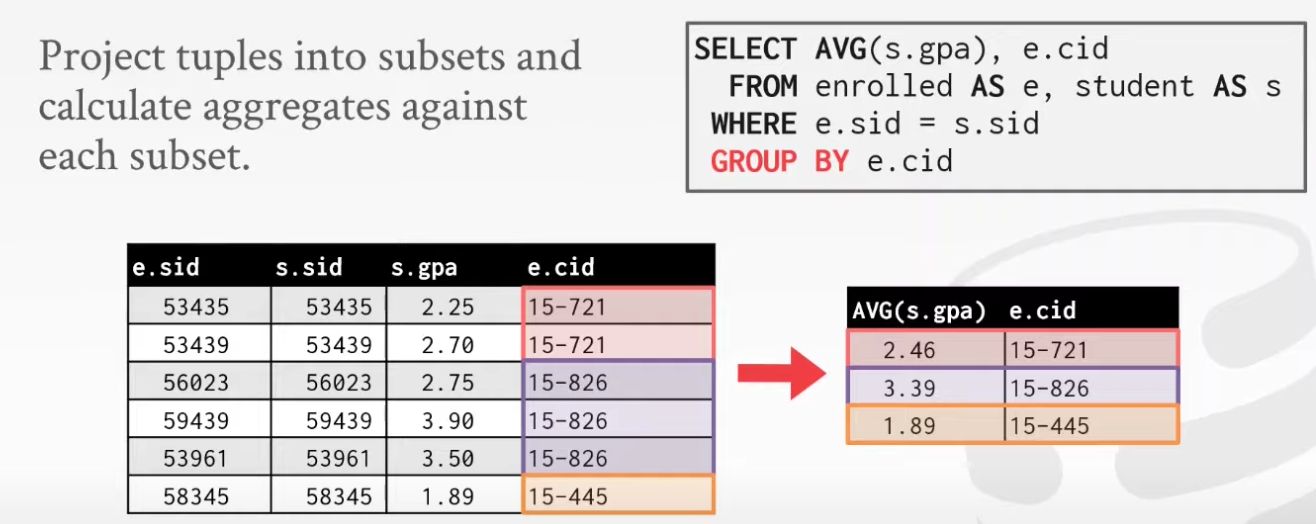 Project tuples into subsets and
calculate aggregates against
each subset.
SELECT AVG(s.gpa), e.cid
FROM enrolled AS e, student AS s
WHERE e.sid = s.sid
GROUP BY e.cid
e.sid s.sid s.gpa e.cid
53435 53435 2.25 15-721
53439 53439 2.70 15-721
56023 56023 2.75 15-826
59439 59439 3.90 15-826
53961 53961 3.50 15-826
58345 58345 1.89 15-445
AVG(s.gpa) e.cid
2.46 15-721
3.39 15-826
1.89 15-445